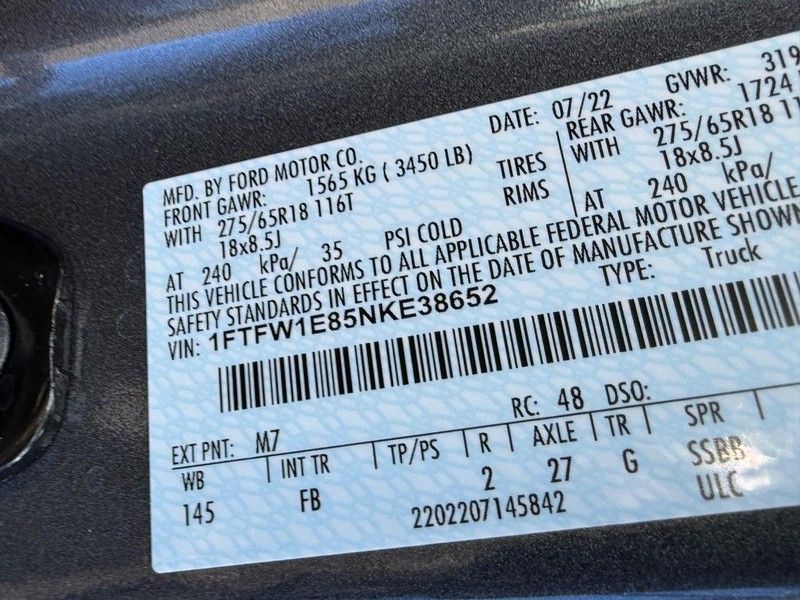 MFD. BY FORD MOTOR CO. DATE: 07/22 GVWR: 319
FRONT GAWR: 1565 KG ( 3450 LB) REAR GAWR: 1724
WITH 275/65R18 116T TIRES WITH 275/65R18 11
18x8.5J RIMS 18x8.5J
AT 240 kPa/ 35 PSI COLD AT 240 kPa/
THIS VEHICLE CONFORMS TO ALL APPLICABLE FEDERAL MOTOR VEHICLE
SAFETY STANDARDS IN EFFECT ON THE DATE OF MANUFACTURE SHOWN
VIN: 1FTFW1E85NKE38652 TYPE: Truck
EXT PNT: M7 RC: 48 DSO:
WB INT TR TP/PS R AXLE TR SPR
145 FB 2 27 G SSBB
2202207145842 ULC